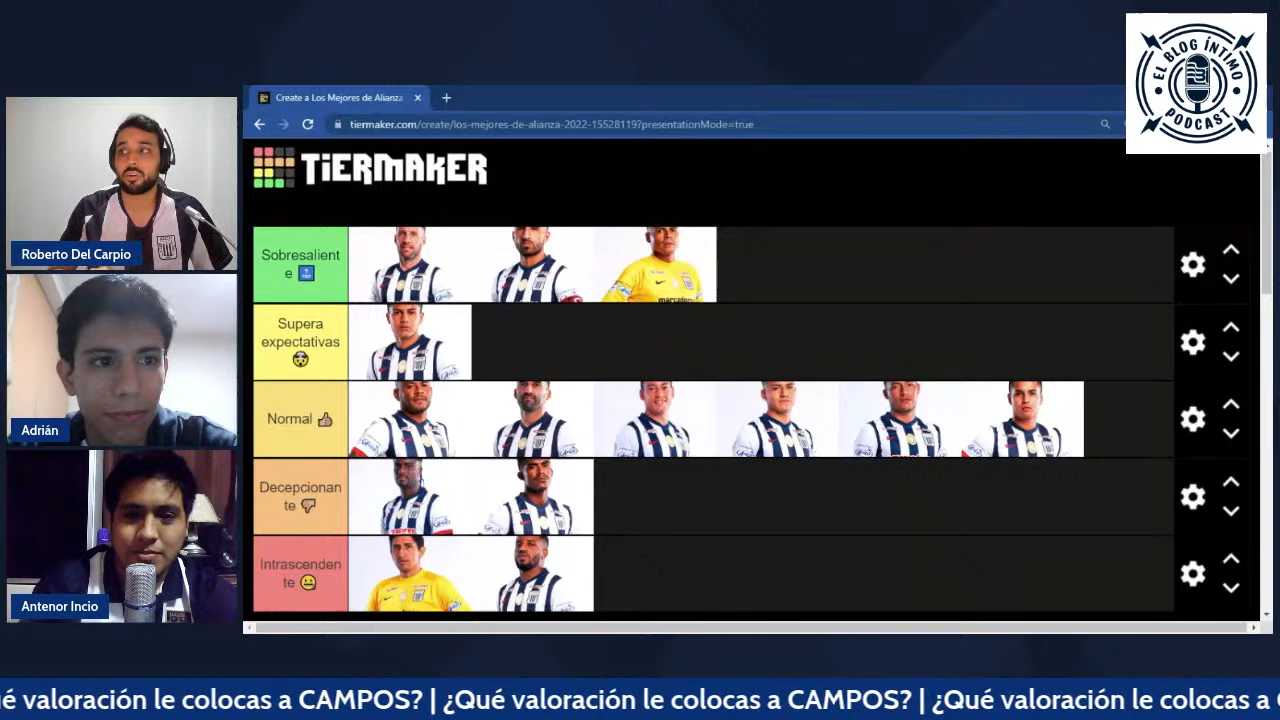 EL BLOG ÍNTIMO
PODCAST
Create a Los Mejores de Alianza
tiermaker.com/create/los-mejores-de-alianza-2022-15528119?presentationMode=true
TiERMAKER
Roberto Del Carpio
Adrián
Antenor Incio
Sobresalient
e
Supera
expectativas
Normal
Decepcionan
te
Intrascenden
te
ué valoración le colocas a CAMPOS? | ¿Qué valoración le colocas a CAMPOS? | ¿Qué valoración le colocas a